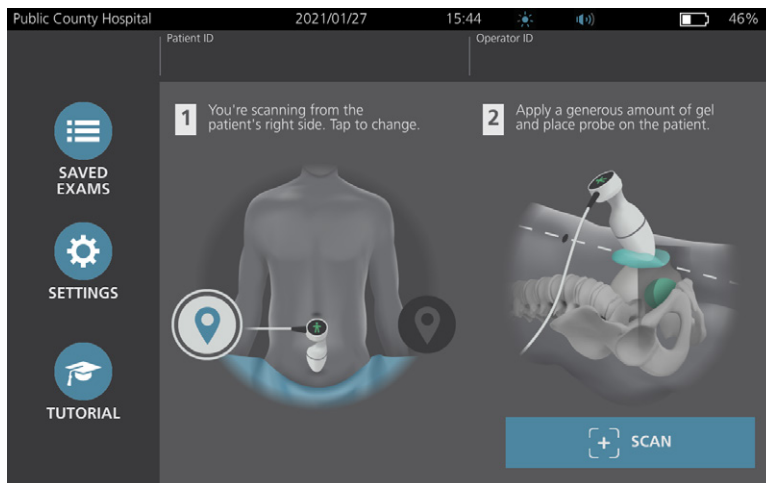 Public County Hospital 2021/01/27 15:44 46%
Patient ID
Operator ID
1 You're scanning from the
patient's right side. Tap to change.
2 Apply a generous amount of gel
and place probe on the patient.
SAVED
EXAMS
SETTINGS
TUTORIAL
SCAN